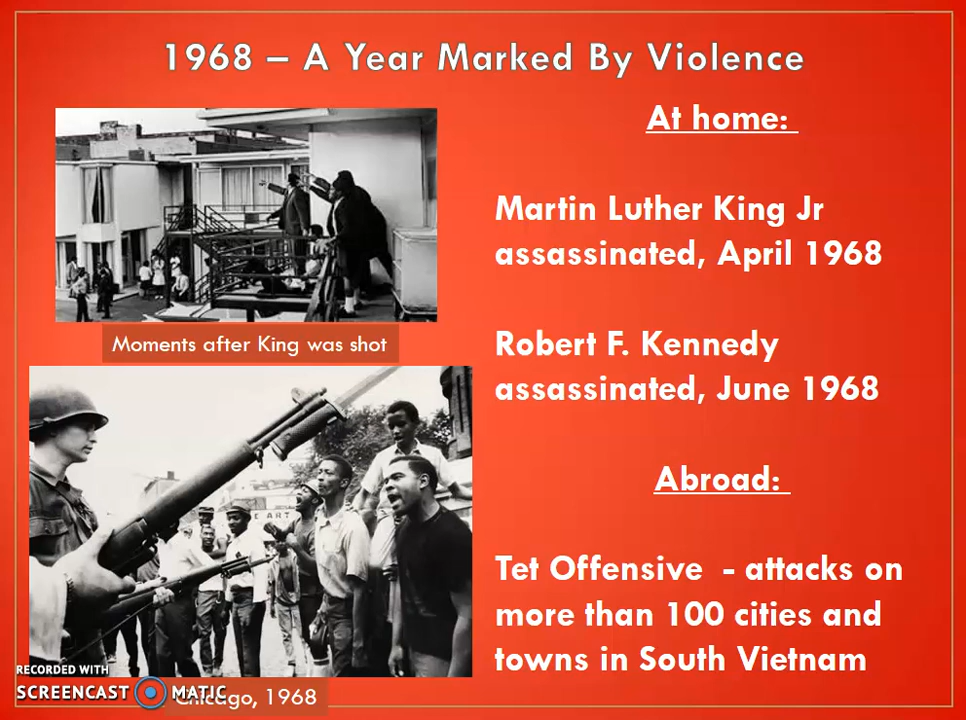 1968 – A Year Marked By Violence
At home:
Martin Luther King Jr
assassinated, April 1968
Robert F. Kennedy
assassinated, June 1968
Abroad:
Tet Offensive - attacks on
more than 100 cities and
towns in South Vietnam
Moments after King was shot
ART
Chicago, 1968
RECORDED WITH
SCREENCAST MATIC